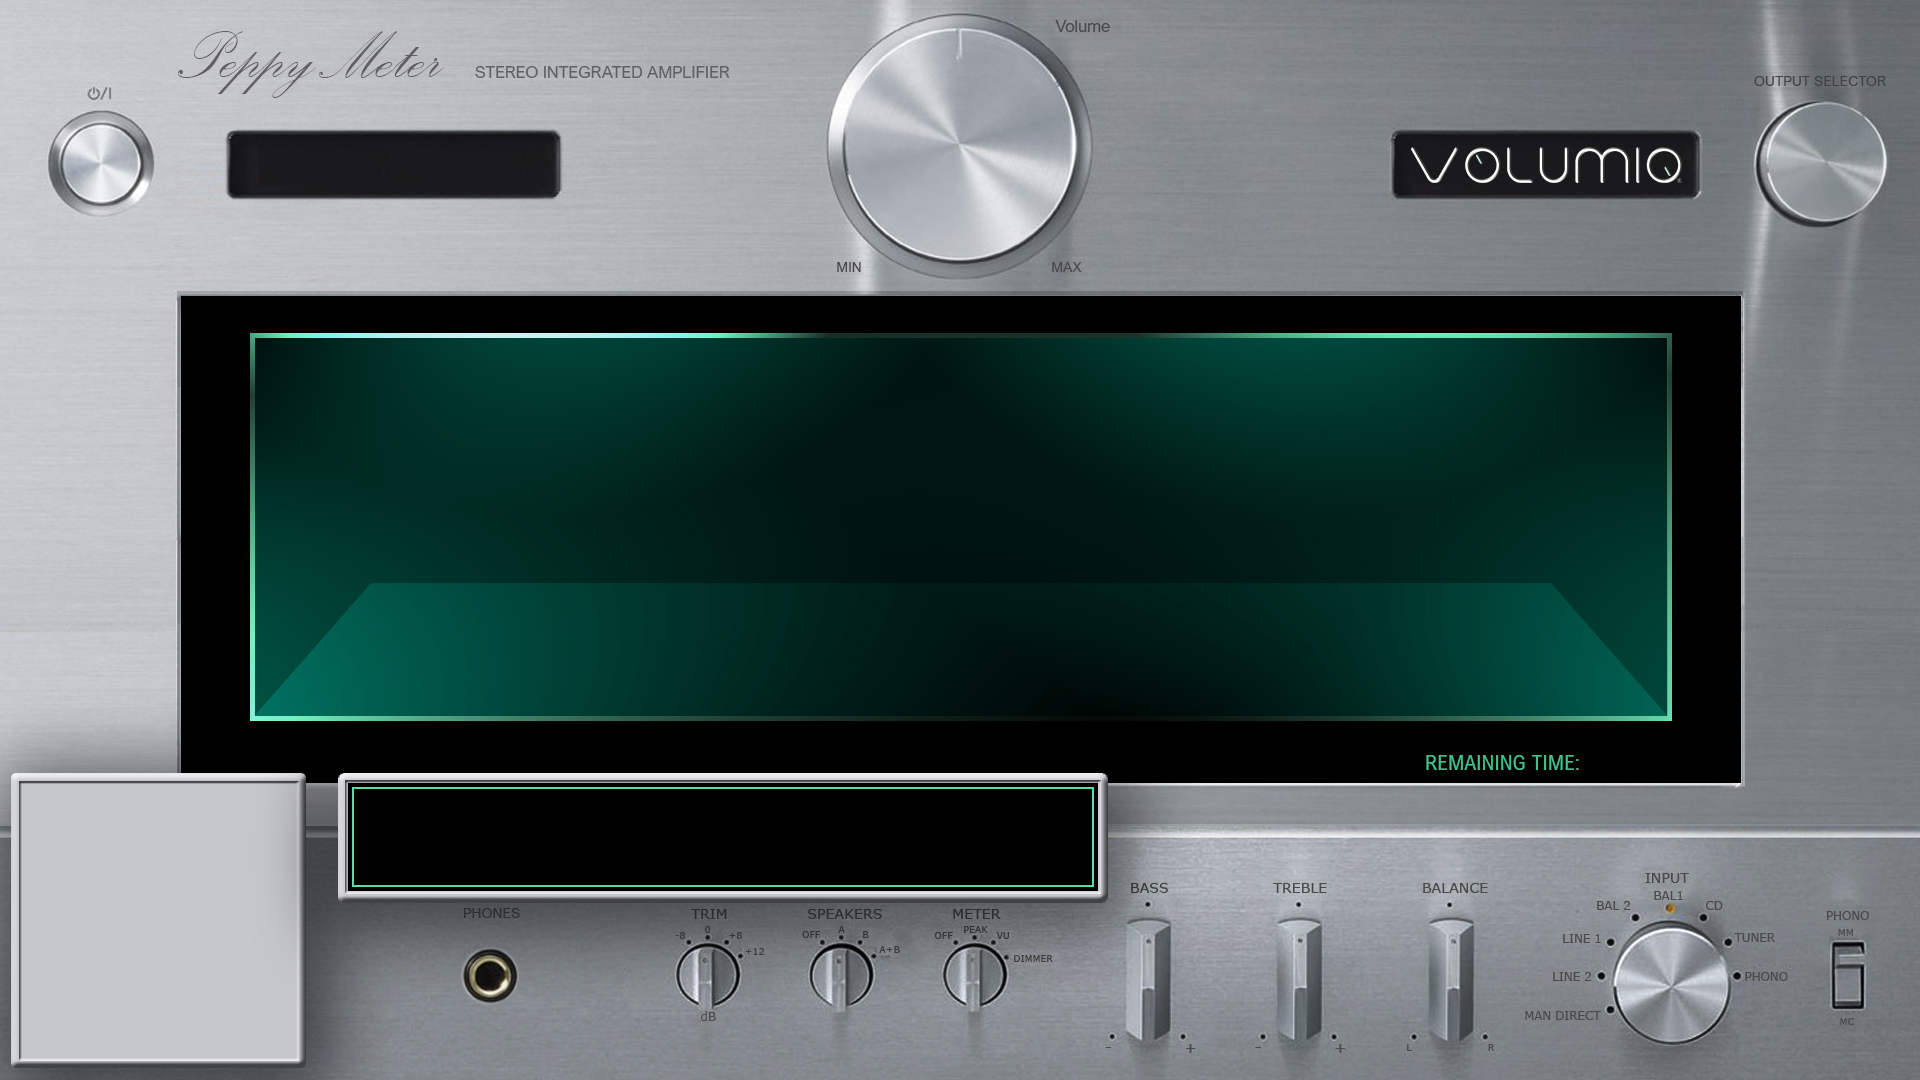 Volume
Peppy Meter
STEREO INTEGRATED AMPLIFIER
OUTPUT SELECTOR
⏻/I
VOLUMIO
MIN
MAX
REMAINING TIME:
PHONES
TRIM
-8
0
+8
+12
dB
SPEAKERS
OFF
A
B
A+B
METER
OFF
PEAK
VU
DIMMER
BASS
-
+
TREBLE
-
+
BALANCE
L
R
INPUT
BAL1
BAL 2
CD
LINE 1
TUNER
LINE 2
PHONO
MAN DIRECT
PHONO
MM
MC